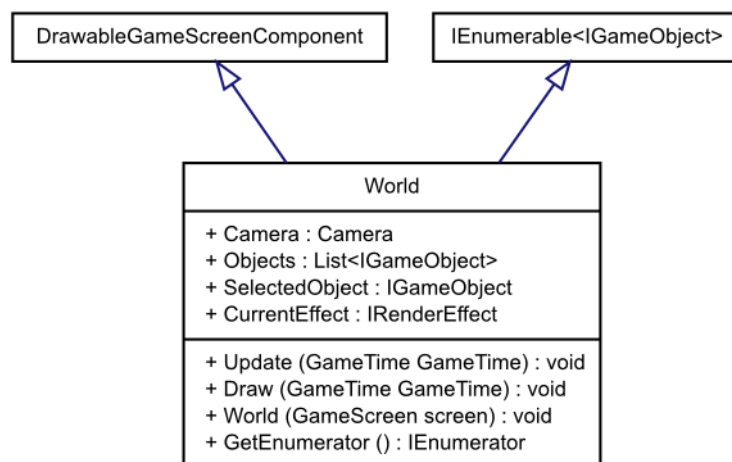 DrawableGameScreenComponent
IEnumerable<IGameObject>
World
+ Camera : Camera
+ Objects : List<IGameObject>
+ SelectedObject : IGameObject
+ CurrentEffect : IRenderEffect
+ Update (GameTime GameTime) : void
+ Draw (GameTime GameTime) : void
+ World (GameScreen screen) : void
+ GetEnumerator () : IEnumerator